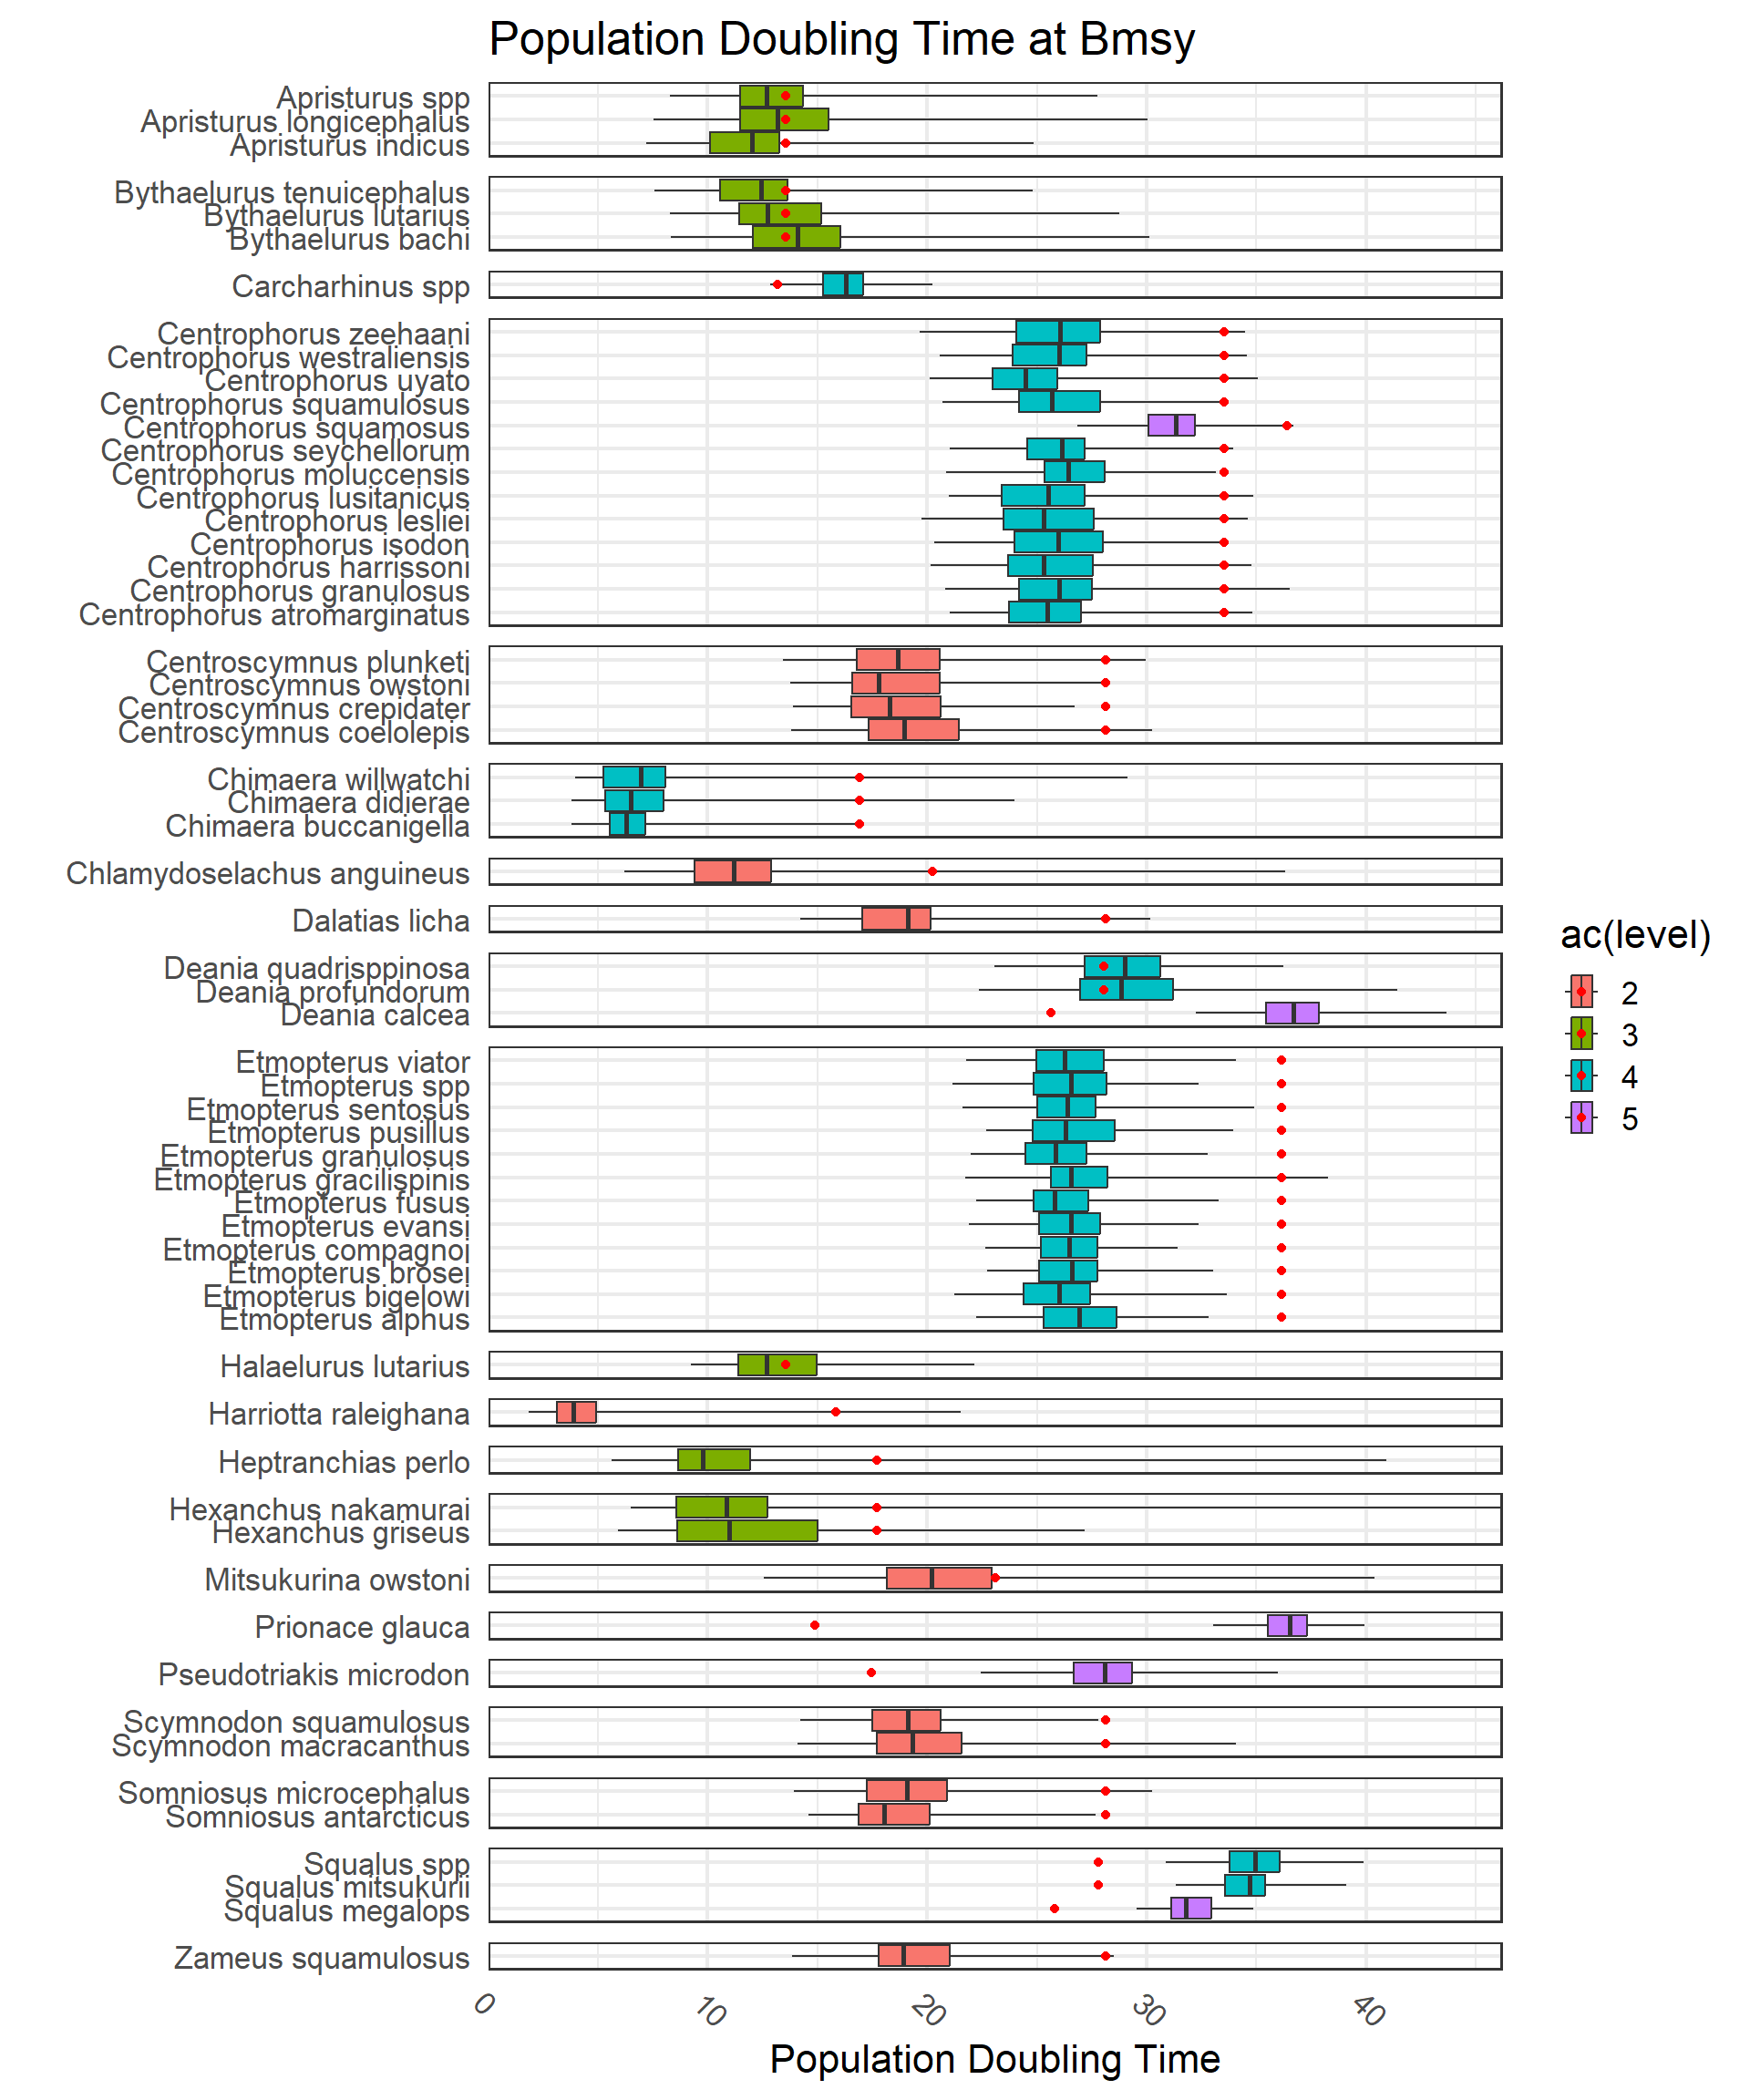 Population Doubling Time at Bmsy
Apristurus spp
Apristurus longicephalus
Apristurus indicus
Bythaelurus tenuicephalus
Bythaelurus lutarius
Bythaelurus bachi
Carcharhinus spp
Centrophorus zeehaani
Centrophorus westraliensis
Centrophorus uyato
Centrophorus squamulosus
Centrophorus squamosus
Centrophorus seychellorum
Centrophorus moluccensis
Centrophorus lusitanicus
Centrophorus lesliei
Centrophorus isodon
Centrophorus harrissoni
Centrophorus granulosus
Centrophorus atromarginatus
Centroscymnus plunketi
Centroscymnus owstoni
Centroscymnus crepidater
Centroscymnus coelolepis
Chimaera willwatchi
Chimaera didierae
Chimaera buccanigella
Chlamydoselachus anguineus
Dalatias licha
Deania quadrisppinosa
Deania profundorum
Deania calcea
Etmopterus viator
Etmopterus spp
Etmopterus sentosus
Etmopterus pusillus
Etmopterus granulosus
Etmopterus gracilispinis
Etmopterus fusus
Etmopterus evansi
Etmopterus compagnoi
Etmopterus brosei
Etmopterus bigelowi
Etmopterus alphus
Halaelurus lutarius
Harriotta raleighana
Heptranchias perlo
Hexanchus nakamurai
Hexanchus griseus
Mitsukurina owstoni
Prionace glauca
Pseudotriakis microdon
Scymnodon squamulosus
Scymnodon macracanthus
Somniosus microcephalus
Somniosus antarcticus
Squalus spp
Squalus mitsukurii
Squalus megalops
Zameus squamulosus
0 10 20 30 40
Population Doubling Time
ac(level)
2
3
4
5